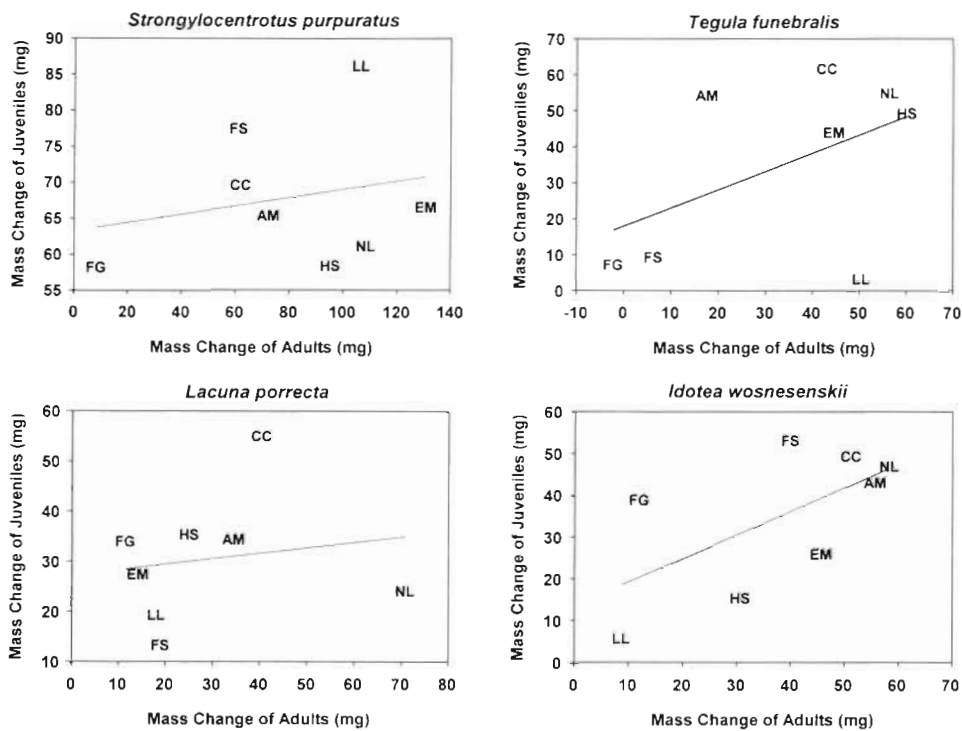 Strongylocentrotus purpuratus
Mass Change of Juveniles (mg)
90
85
80
75
70
65
60
55
LL
FS
CC
AM
EM
NL
HS
FG
0 20 40 60 80 100 120 140
Mass Change of Adults (mg)
Tegula funebralis
Mass Change of Juveniles (mg)
70
60
50
40
30
20
10
0
CC
AM
NL
HS
EM
FS
FG
LL
-10 0 10 20 30 40 50 60 70
Mass Change of Adults (mg)
Lacuna porrecta
Mass Change of Juveniles (mg)
60
50
40
30
20
10
CC
FG
HS
AM
EM
NL
LL
FS
0 10 20 30 40 50 60 70 80
Mass Change of Adults (mg)
Idotea wosnesenskii
Mass Change of Juveniles (mg)
60
50
40
30
20
10
0
FS
CC
NL
AM
FG
EM
HS
LL
0 10 20 30 40 50 60 70
Mass Change of Adults (mg)